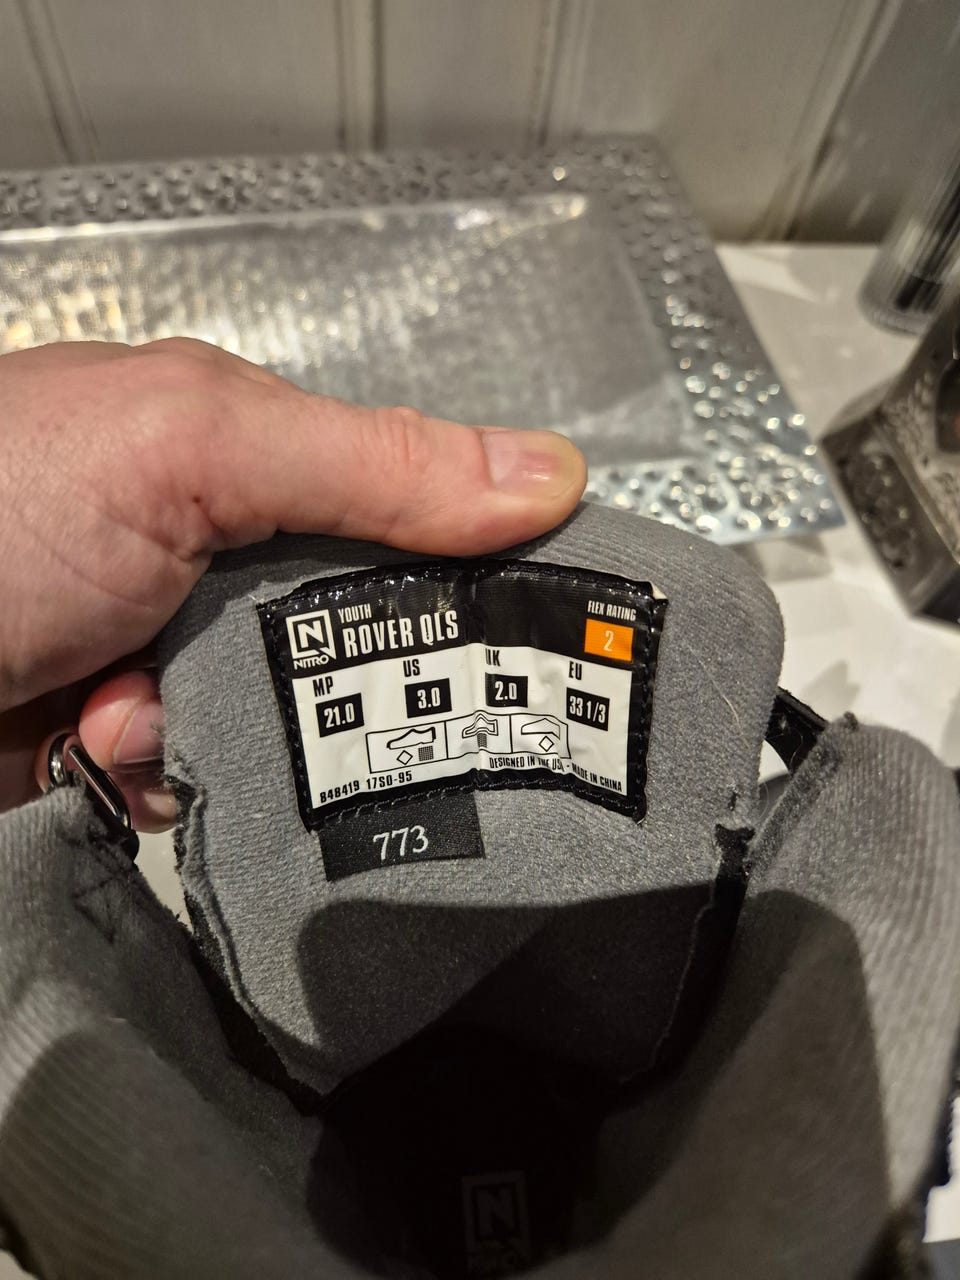 N
NITRO
YOUTH
ROVER QLS
FLEX RATING
2
MP US UK EU
21.0 3.0 2.0 33 1/3
DESIGNED IN THE USA - MADE IN CHINA
848419 17SO-95
773
N